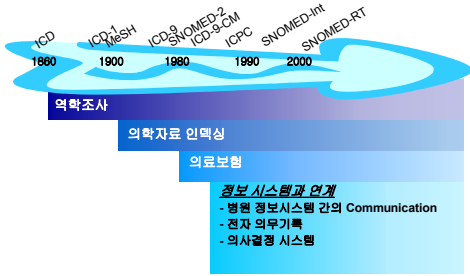 ICD ICD-1 MeSH ICD-9 SNOMED-2 ICD-9-CM ICPC SNOMED-Int SNOMED-RT
1860 1900 1980 1990 2000
역학조사
의학자료 인덱싱
의료보험
정보 시스템과 연계
- 병원 정보시스템 간의 Communication
- 전자 의무기록
- 의사결정 시스템